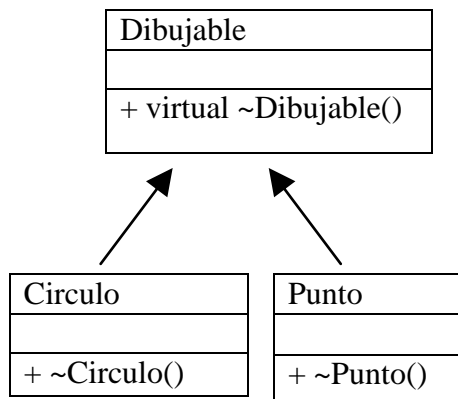 Dibujable
+ virtual ~Dibujable()
Circulo
+ ~Circulo()
Punto
+ ~Punto()